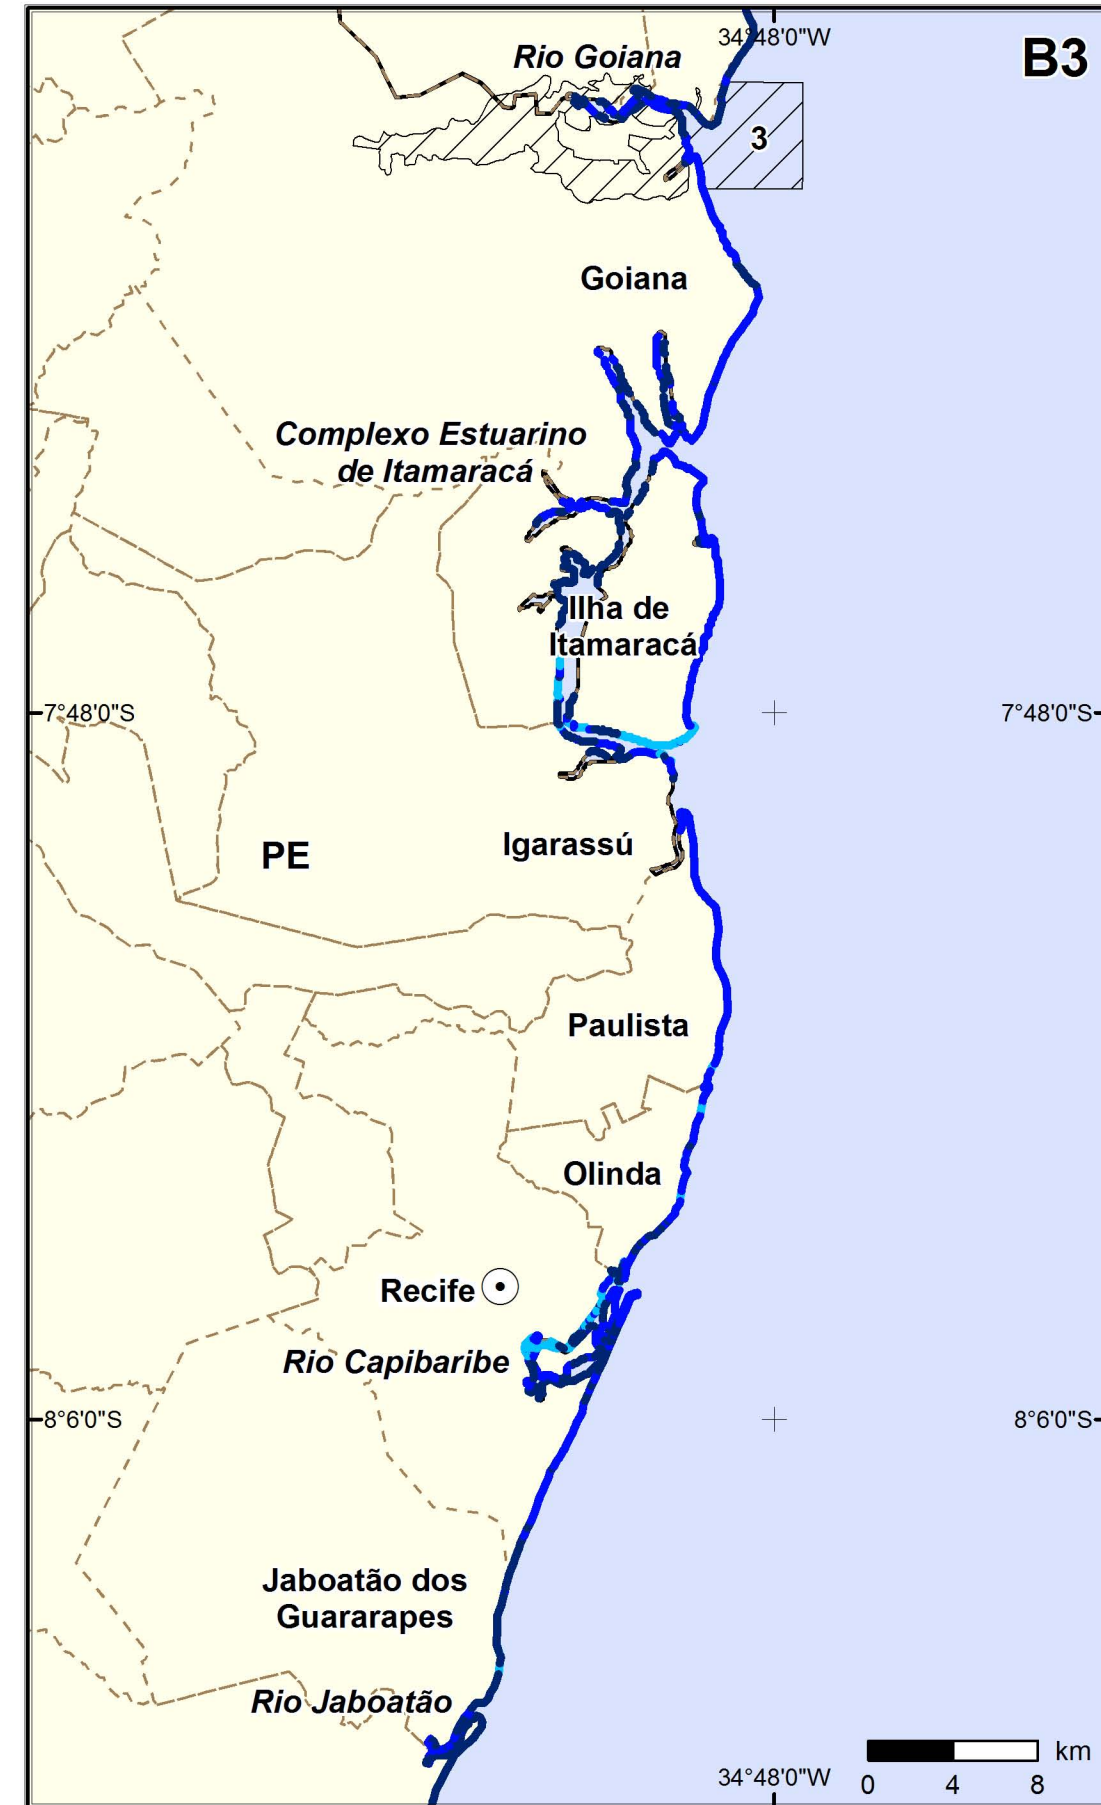 34°48'0"W
B3
Rio Goiana
3
Goiana
Complexo Estuarino
de Itamaracá
Ilha de
Itamaracá
7°48'0"S
7°48'0"S
Igarassú
PE
Paulista
Olinda
Recife
Rio Capibaribe
8°6'0"S
8°6'0"S
Jaboatão dos
Guararapes
Rio Jaboatão
km
34°48'0"W
0 4 8